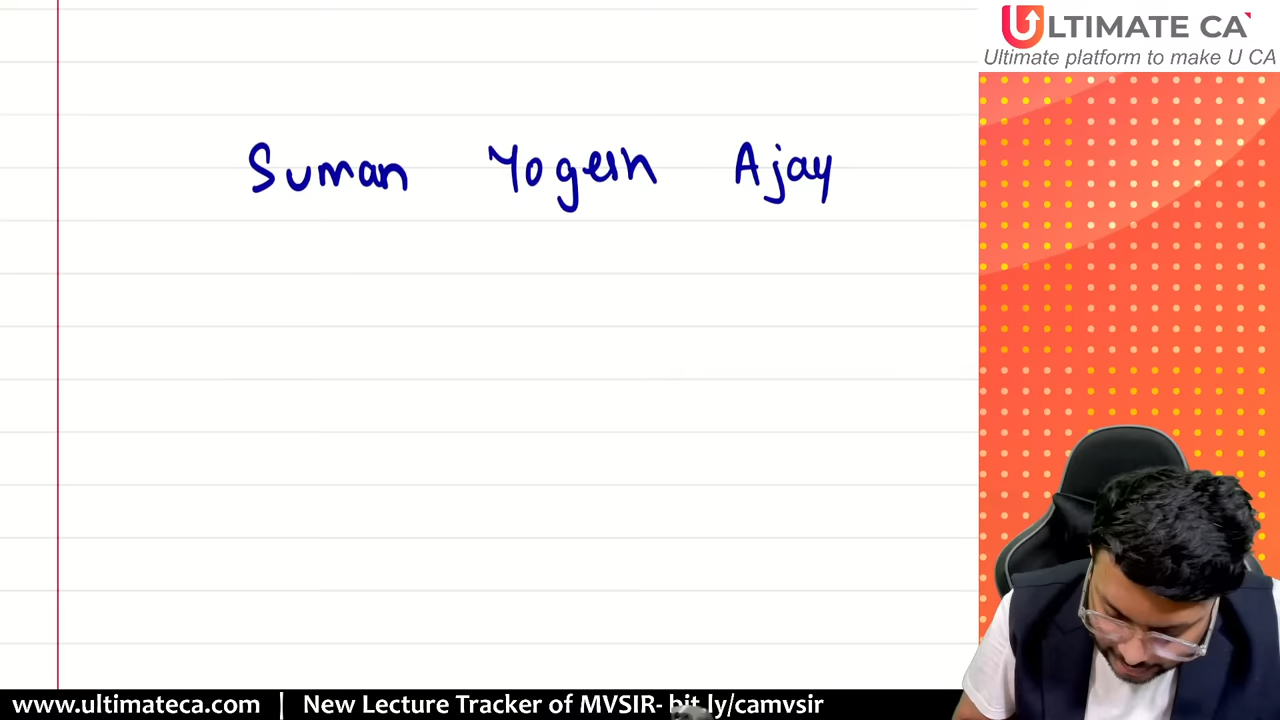 ULTIMATE CA
Ultimate platform to make U CA
Suman Yogesh Ajay
www.ultimateca.com | New Lecture Tracker of MVSIR- bit.ly/camvsir